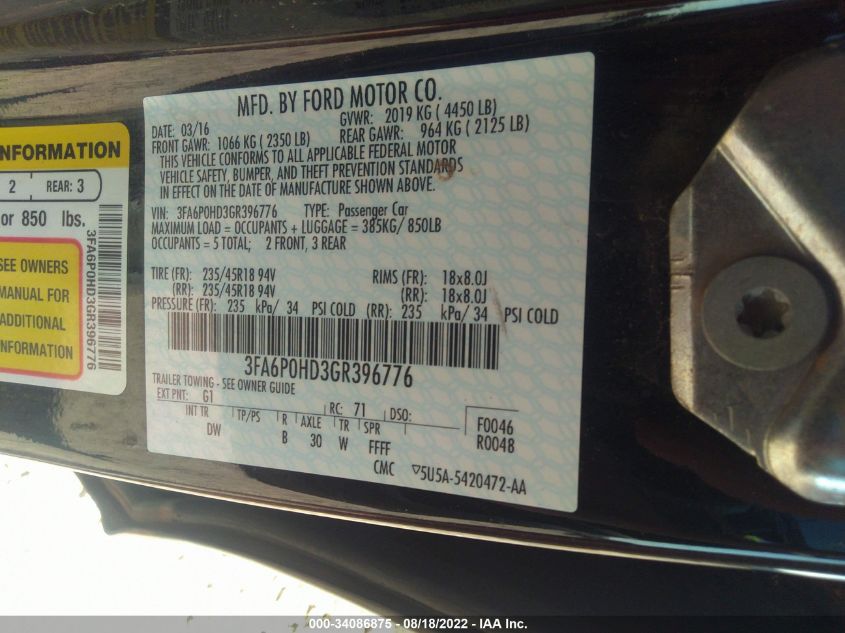 NFORMATION
2 REAR: 3
or 850 lbs.
SEE OWNERS
MANUAL FOR
ADDITIONAL
INFORMATION
3FA6P0HD3GR396776
MFD. BY FORD MOTOR CO.
DATE: 03/16 GVWR: 2019 KG ( 4450 LB)
FRONT GAWR: 1066 KG ( 2350 LB) REAR GAWR: 964 KG ( 2125 LB)
THIS VEHICLE CONFORMS TO ALL APPLICABLE FEDERAL MOTOR
VEHICLE SAFETY, BUMPER, AND THEFT PREVENTION STANDARDS
IN EFFECT ON THE DATE OF MANUFACTURE SHOWN ABOVE.
VIN: 3FA6P0HD3GR396776 TYPE: Passenger Car
MAXIMUM LOAD = OCCUPANTS + LUGGAGE = 385KG/ 850LB
OCCUPANTS = 5 TOTAL; 2 FRONT, 3 REAR
TIRE (FR): 235/45R18 94V RIMS (FR): 18x8.0J
(RR): 235/45R18 94V (RR): 18x8.0J
PRESSURE (FR): 235 kPa/ 34 PSI COLD (RR): 235 kPa/ 34 PSI COLD
3FA6P0HD3GR396776
TRAILER TOWING - SEE OWNER GUIDE
EXT PNT: G1 RC: 71 DSO: F0046
INT TR TP/PS R AXLE TR SPR R0048
DW B 30 W FFFF
CMC ▽5U5A-5420472-AA
000-34086875 - 08/18/2022 - IAA Inc.